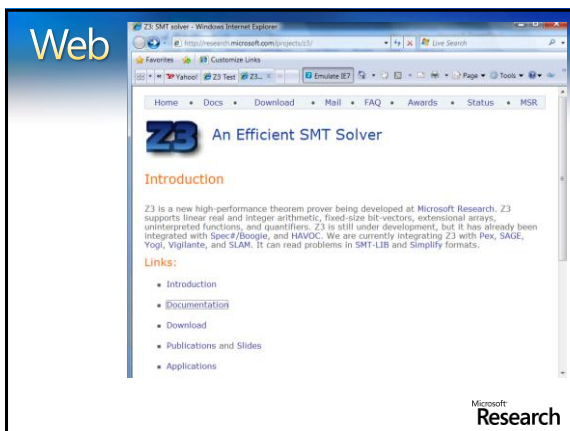 Web
Z3: SMT solver - Windows Internet Explorer
http://research.microsoft.com/projects/z3/
Live Search
Favorites Customize Links
Yahoo! Z3 Test Z3... Emulate IE7 Page Tools
Home • Docs • Download • Mail • FAQ • Awards • Status • MSR
Z3 An Efficient SMT Solver
Introduction
Z3 is a new high-performance theorem prover being developed at Microsoft Research. Z3
supports linear real and integer arithmetic, fixed-size bit-vectors, extensional arrays,
uninterpreted functions, and quantifiers. Z3 is still under development, but it has already been
integrated with Spec#/Boogie, and HAVOC. We are currently integrating Z3 with Pex, SAGE,
Yogi, Vigilante, and SLAM. It can read problems in SMT-LIB and Simplify formats.
Links:
Introduction
Documentation
Download
Publications and Slides
Applications
Microsoft
Research